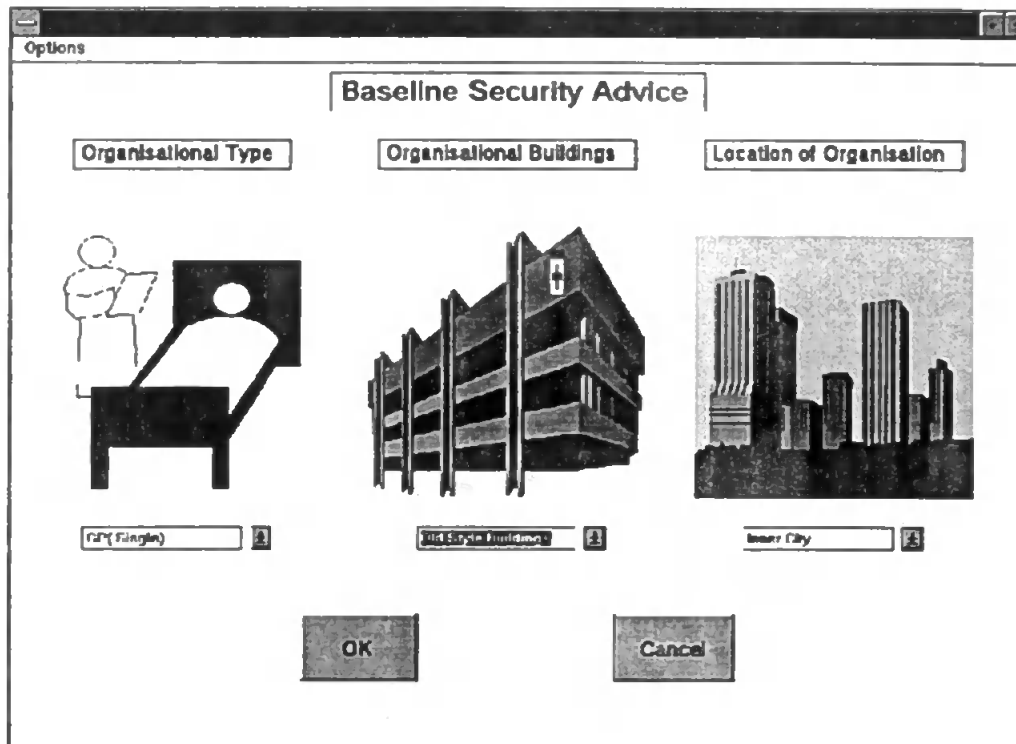 Options
Baseline Security Advice
Organisational Type
Organisational Buildings
Location of Organisation
GP( Single)
Old Style Buildings
Inner City
OK
Cancel